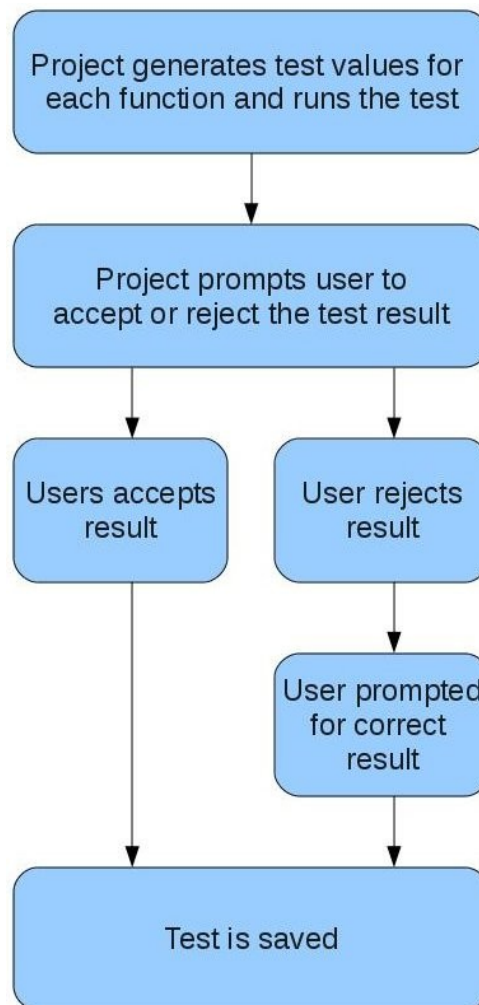 Project generates test values for
each function and runs the test
Project prompts user to
accept or reject the test result
Users accepts
result
User rejects
result
User prompted
for correct
result
Test is saved